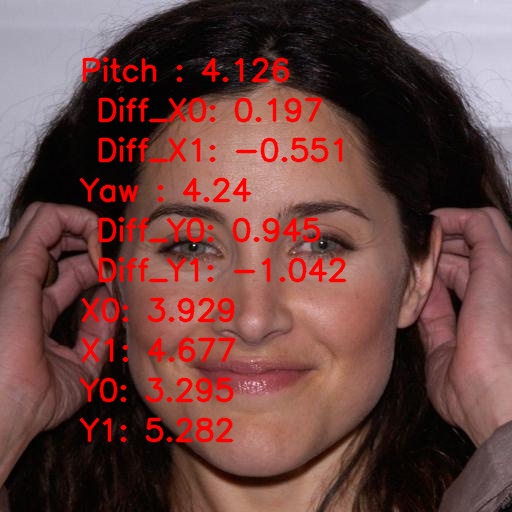 Pitch : 4.126
Diff_X0: 0.197
Diff_X1: -0.551
Yaw : 4.24
Diff_Y0: 0.945
Diff_Y1: -1.042
X0: 3.929
X1: 4.677
Y0: 3.295
Y1: 5.282